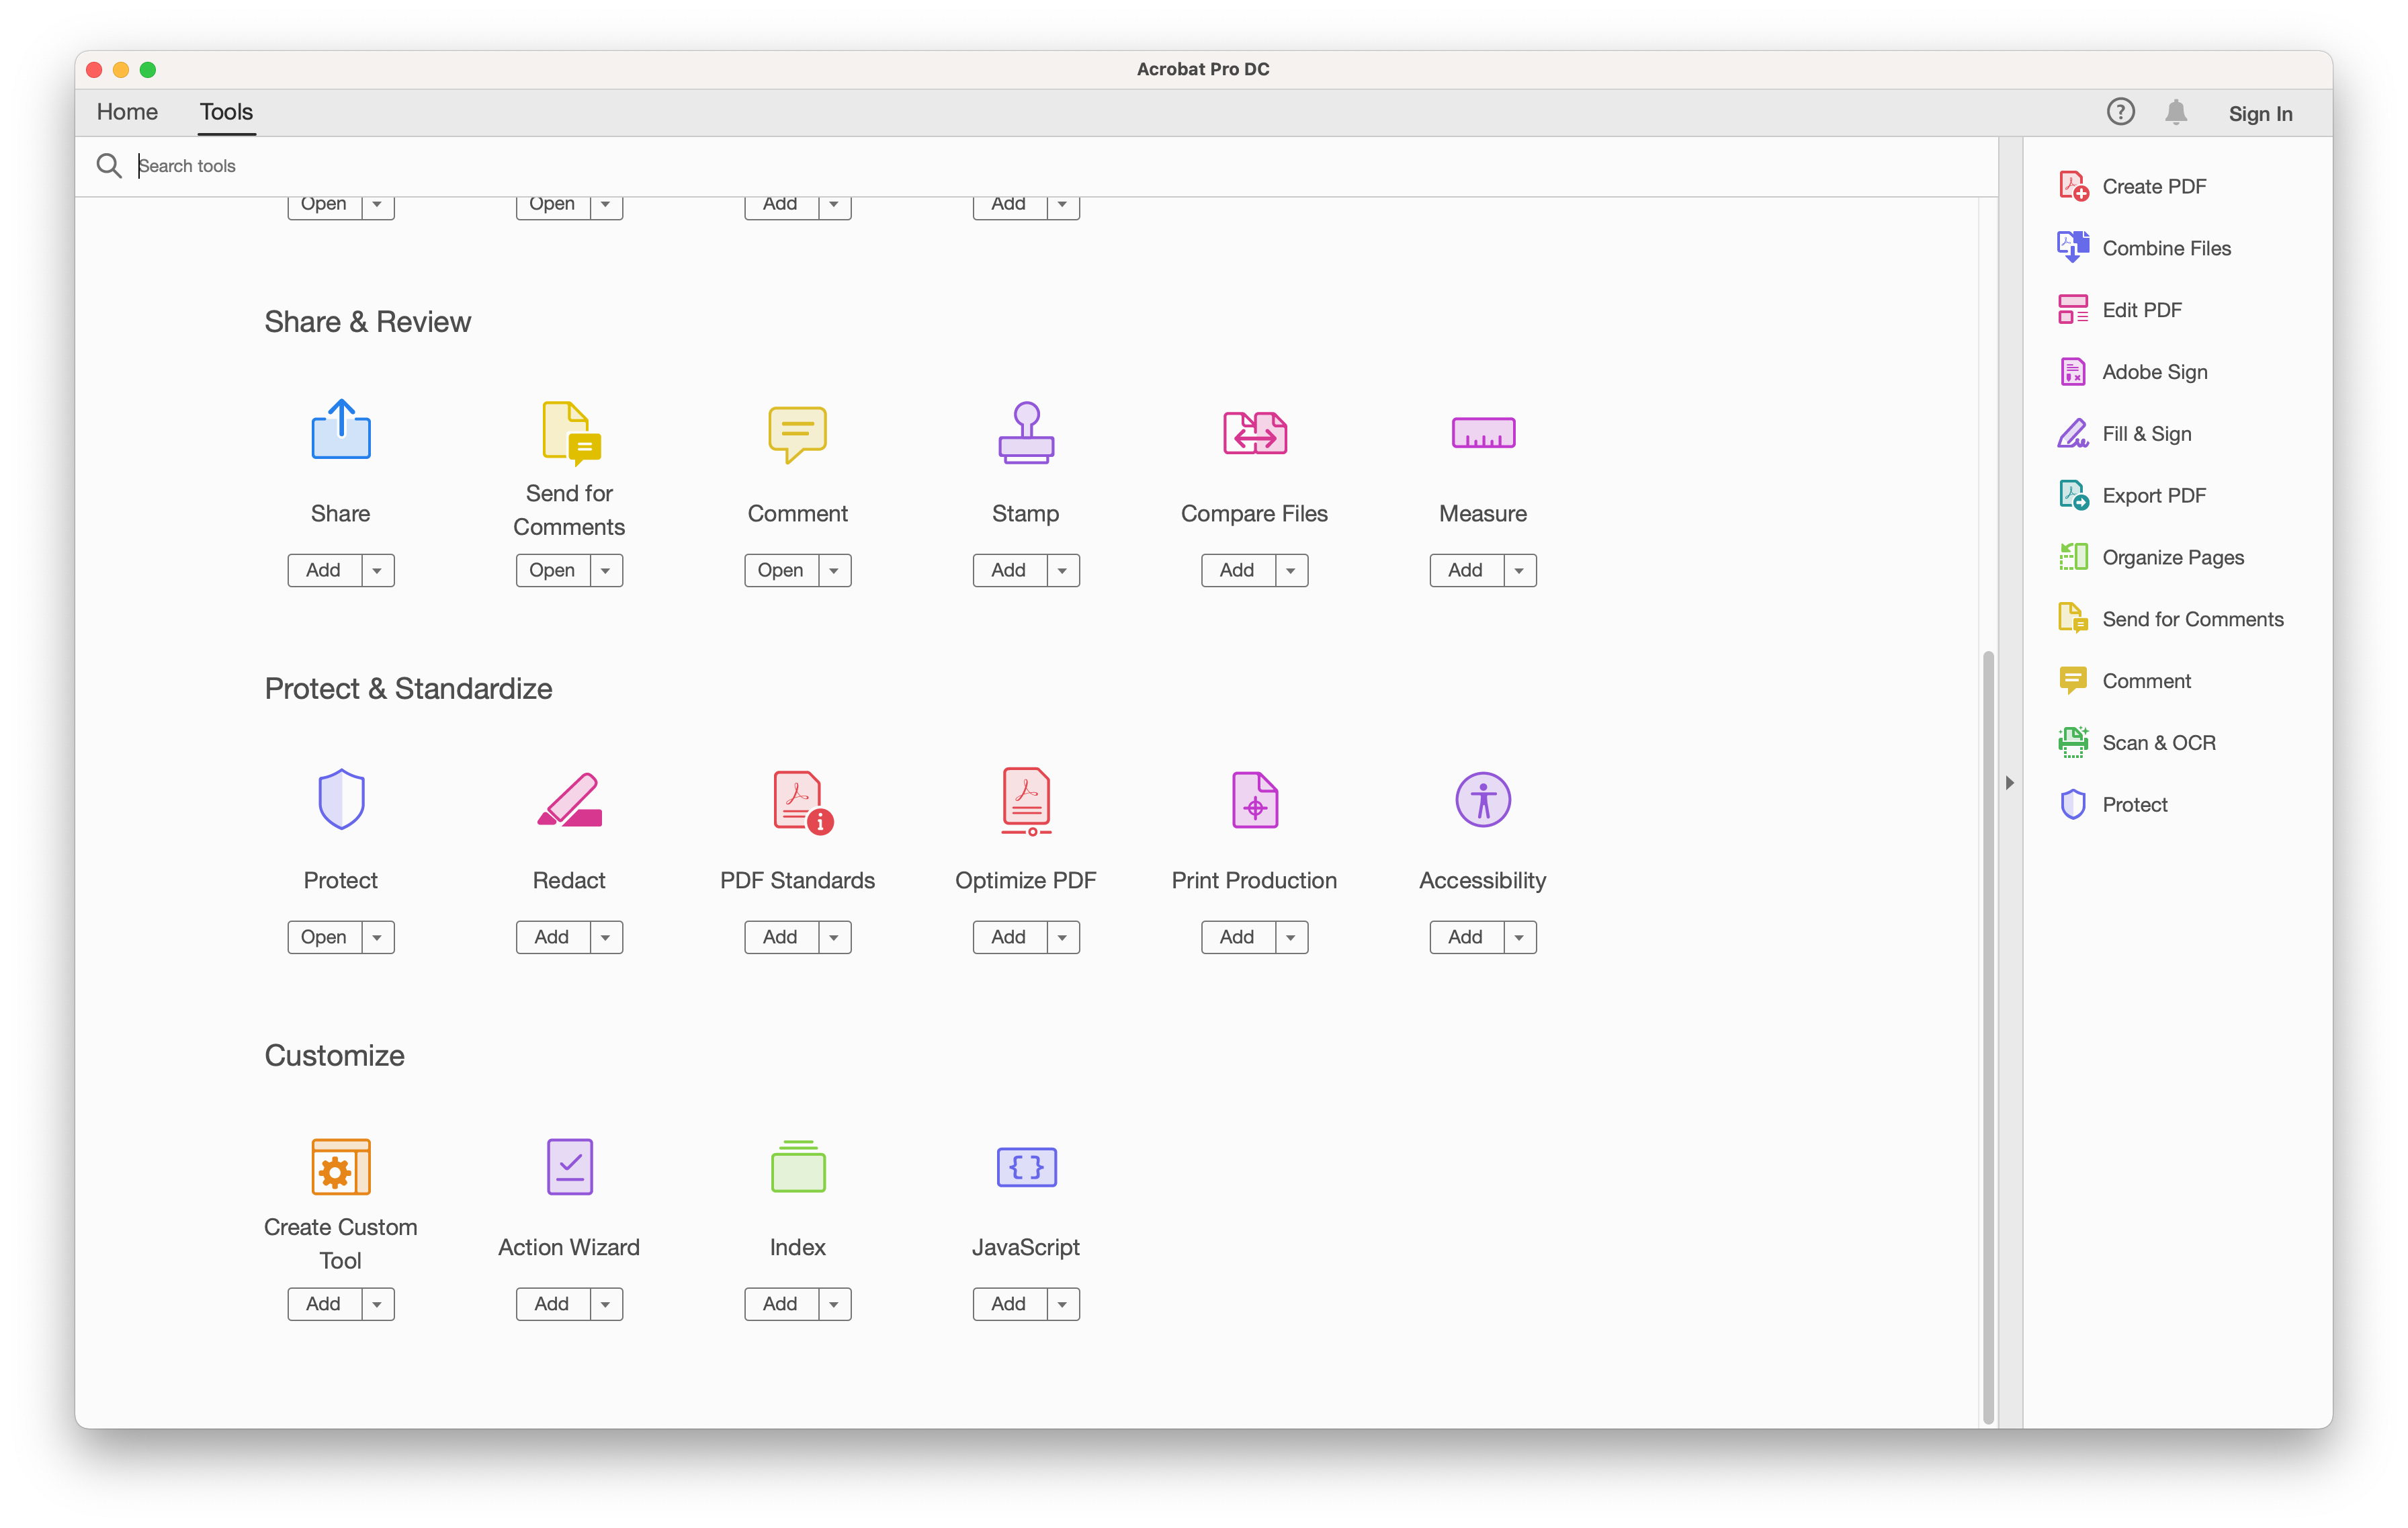 Acrobat Pro DC
Home Tools Sign In
Search tools
Open Open Add Add
Share & Review
Share
Send for
Comments
Comment
Stamp
Compare Files
Measure
Add Open Open Add Add Add
Protect & Standardize
Protect Redact PDF Standards Optimize PDF Print Production Accessibility
Open Add Add Add Add Add
Customize
Create Custom
Tool
Action Wizard
Index
JavaScript
Add Add Add Add
Create PDF
Combine Files
Edit PDF
Adobe Sign
Fill & Sign
Export PDF
Organize Pages
Send for Comments
Comment
Scan & OCR
Protect